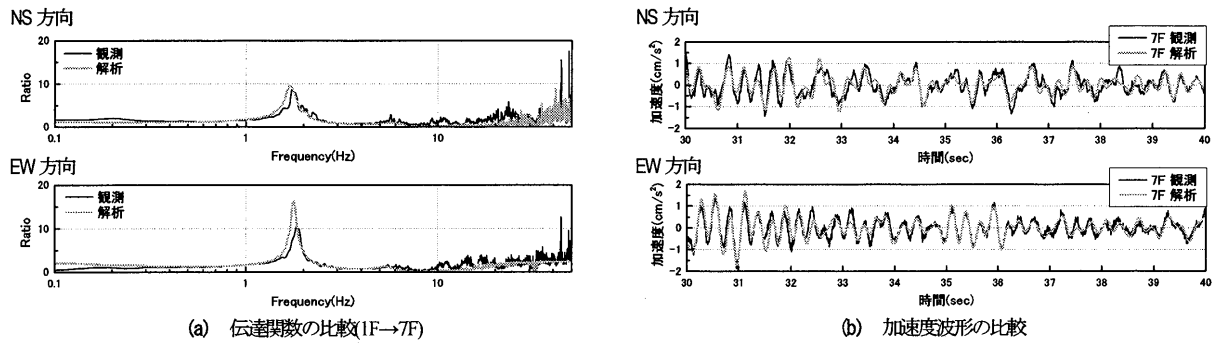 NS 方向
20
15
10
5
0
Ratio
観測
解析
0.1
1
10
Frequency(Hz)
EW 方向
20
15
10
5
0
Ratio
観測
解析
0.1
1
10
Frequency(Hz)
(a) 伝達関数の比較(1F→7F)
NS 方向
7F 観測
7F 解析
2
1
0
-1
-2
加速度(cm/s²)
30
31
32
33
34
35
36
37
38
39
40
時間(sec)
EW 方向
7F 観測
7F 解析
2
1
0
-1
-2
加速度(cm/s²)
30
31
32
33
34
35
36
37
38
39
40
時間(sec)
(b) 加速度波形の比較